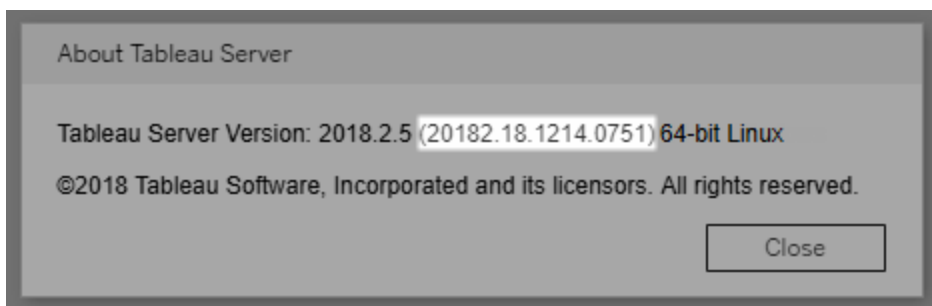 About Tableau Server
Tableau Server Version: 2018.2.5 (20182.18.1214.0751) 64-bit Linux
©2018 Tableau Software, Incorporated and its licensors. All rights reserved.
Close